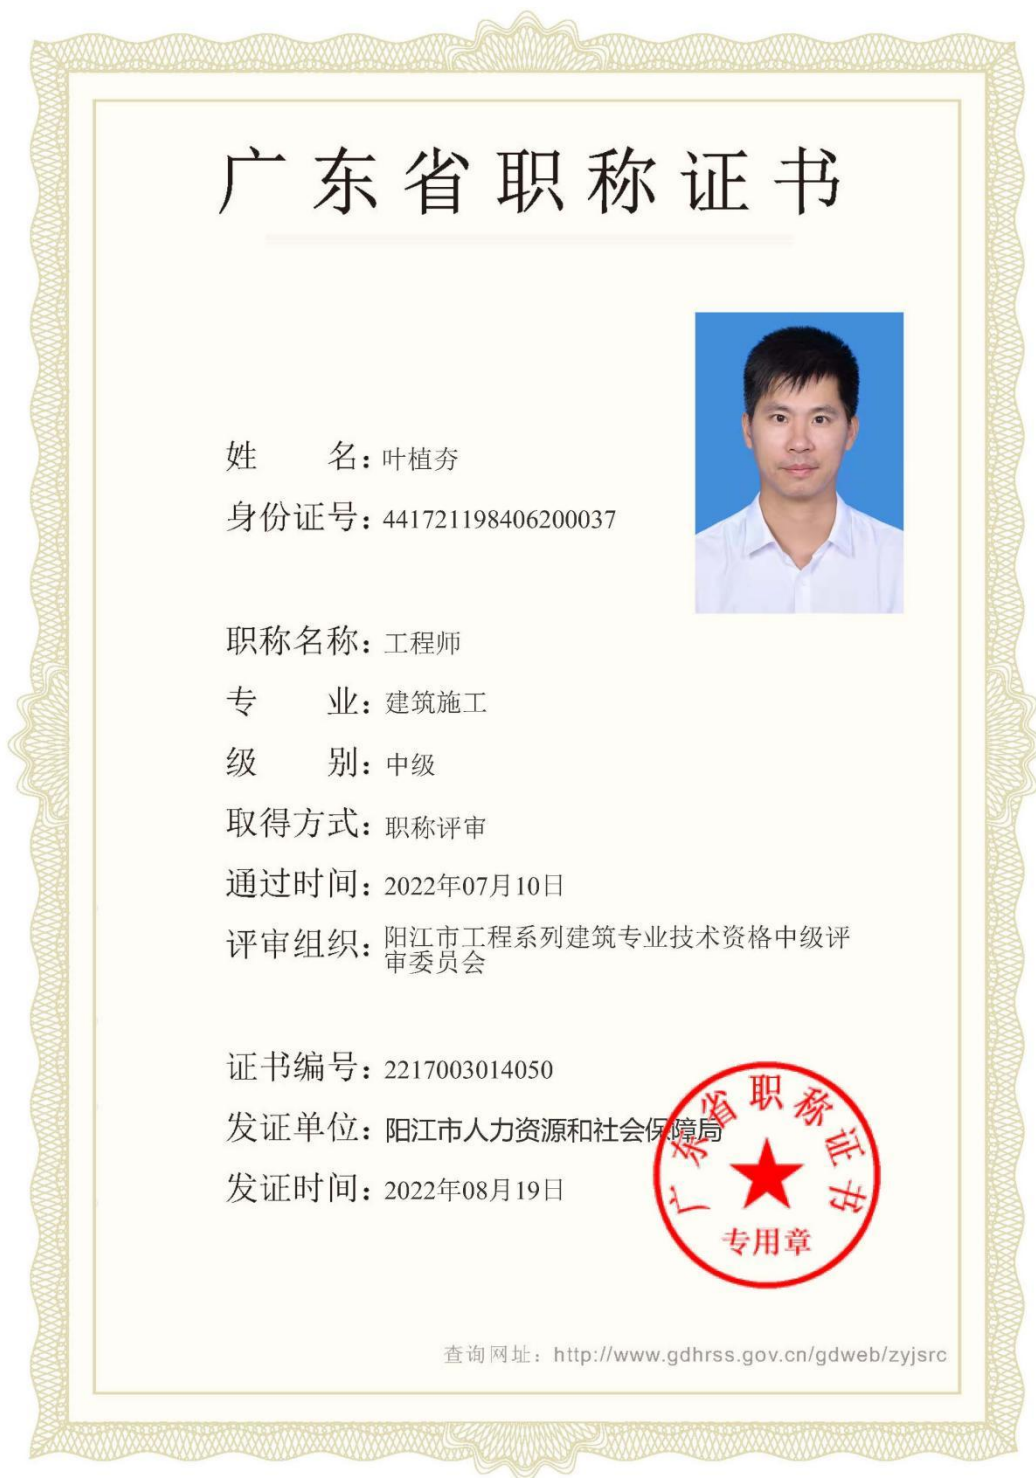 广东省职称证书
姓 名：叶植夯
身份证号：441721198406200037
职称名称：工程师
专 业：建筑施工
级 别：中级
取得方式：职称评审
通过时间：2022年07月10日
评审组织：阳江市工程系列建筑专业技术资格中级评
审委员会
证书编号：2217003014050
发证单位：阳江市人力资源和社会保障局
发证时间：2022年08月19日
广东省职称证书
专用章
查询网址：http://www.gdhrss.gov.cn/gdweb/zyjsrc